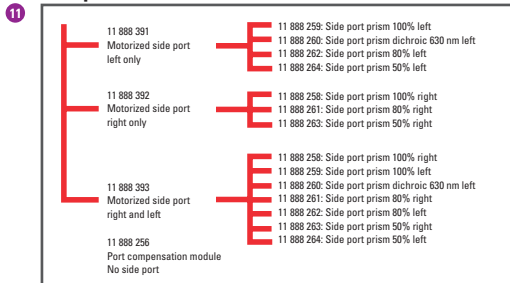 11
11 888 391
Motorized side port
left only
11 888 259: Side port prism 100% left
11 888 260: Side port prism dichroic 630 nm left
11 888 262: Side port prism 80% left
11 888 264: Side port prism 50% left
11 888 392
Motorized side port
right only
11 888 258: Side port prism 100% right
11 888 261: Side port prism 80% right
11 888 263: Side port prism 50% right
11 888 393
Motorized side port
right and left
11 888 258: Side port prism 100% right
11 888 259: Side port prism 100% left
11 888 260: Side port prism dichroic 630 nm left
11 888 261: Side port prism 80% right
11 888 262: Side port prism 80% left
11 888 263: Side port prism 50% right
11 888 264: Side port prism 50% left
11 888 256
Port compensation module
No side port